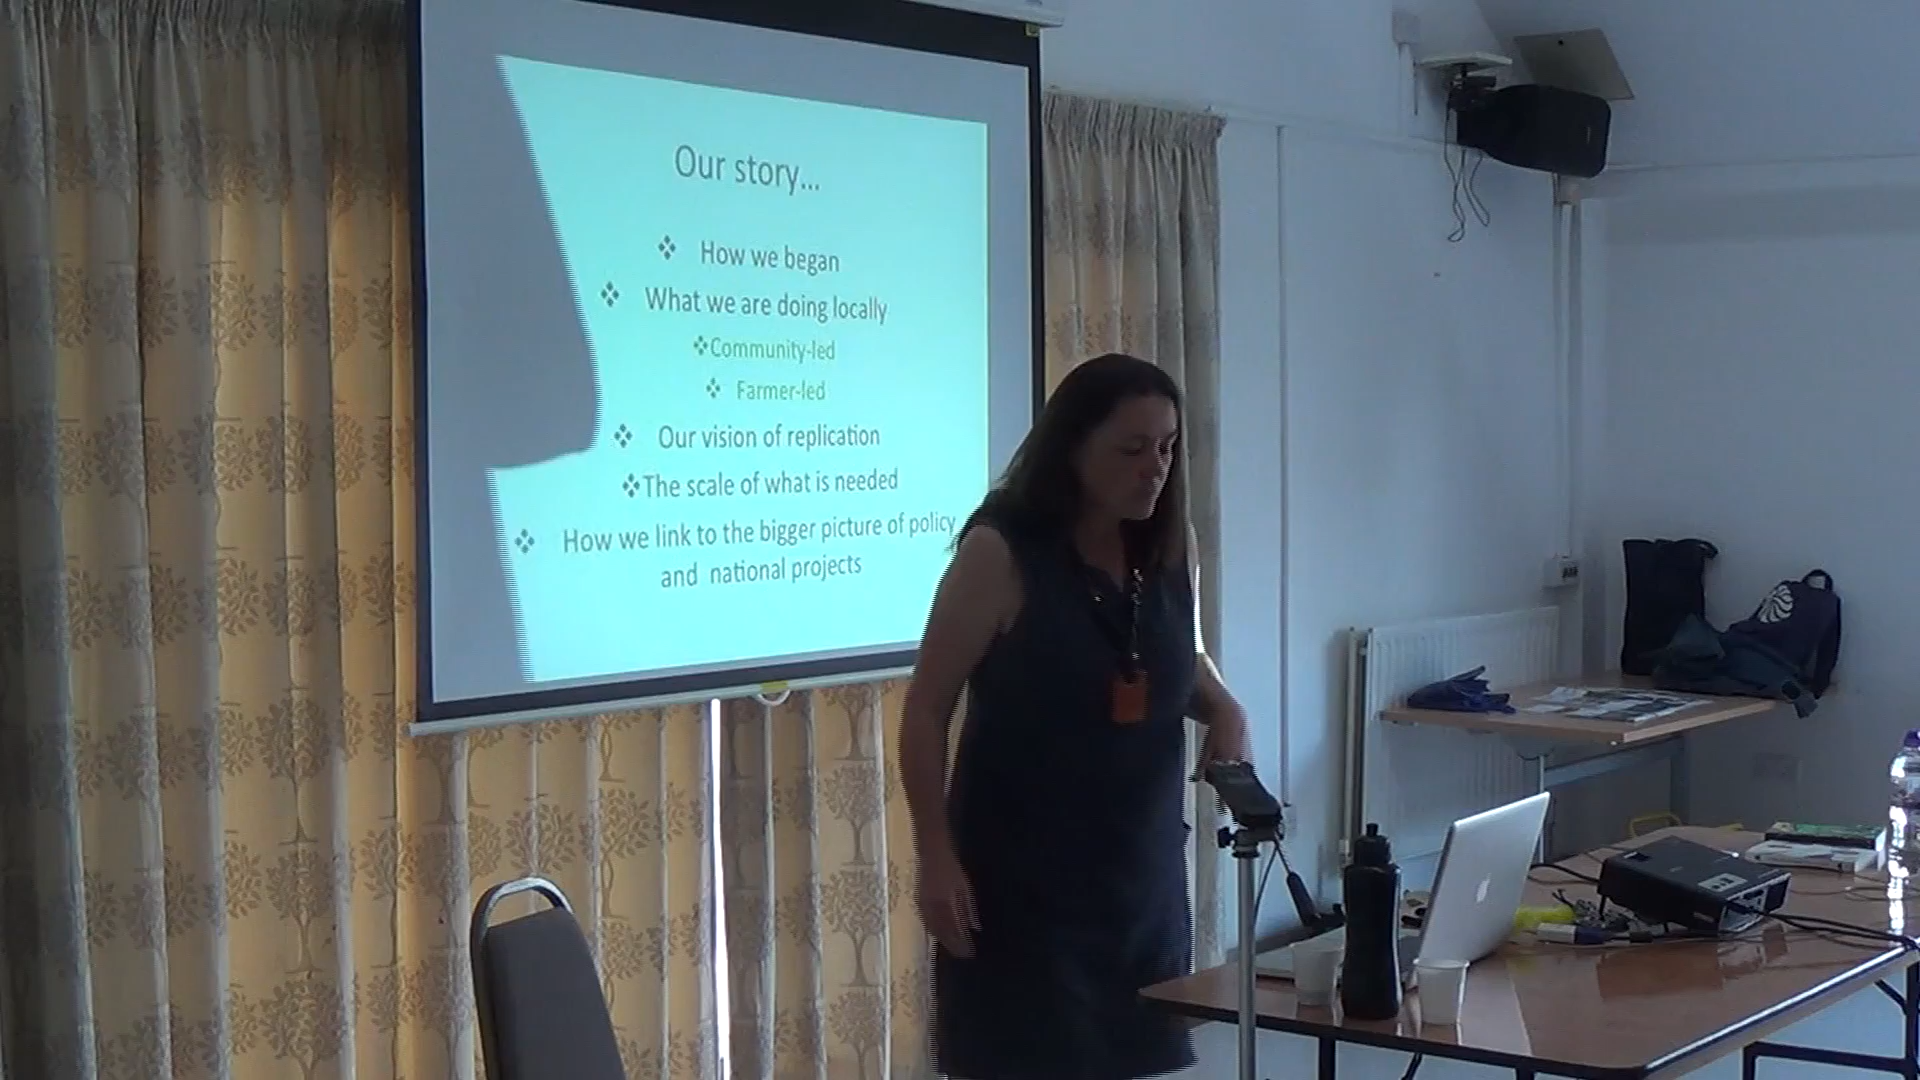 Our story...
❖ How we began
❖ What we are doing locally
❖Community-led
❖ Farmer-led
❖ Our vision of replication
❖The scale of what is needed
❖ How we link to the bigger picture of policy
and national projects